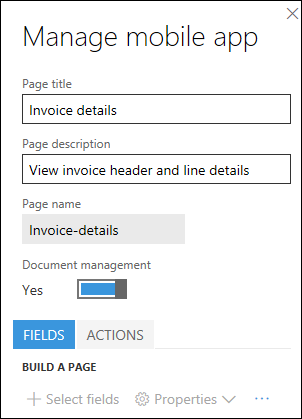 Manage mobile app
Page title
Invoice details
Page description
View invoice header and line details
Page name
Invoice-details
Document management
Yes
FIELDS ACTIONS
BUILD A PAGE
Select fields Properties ...